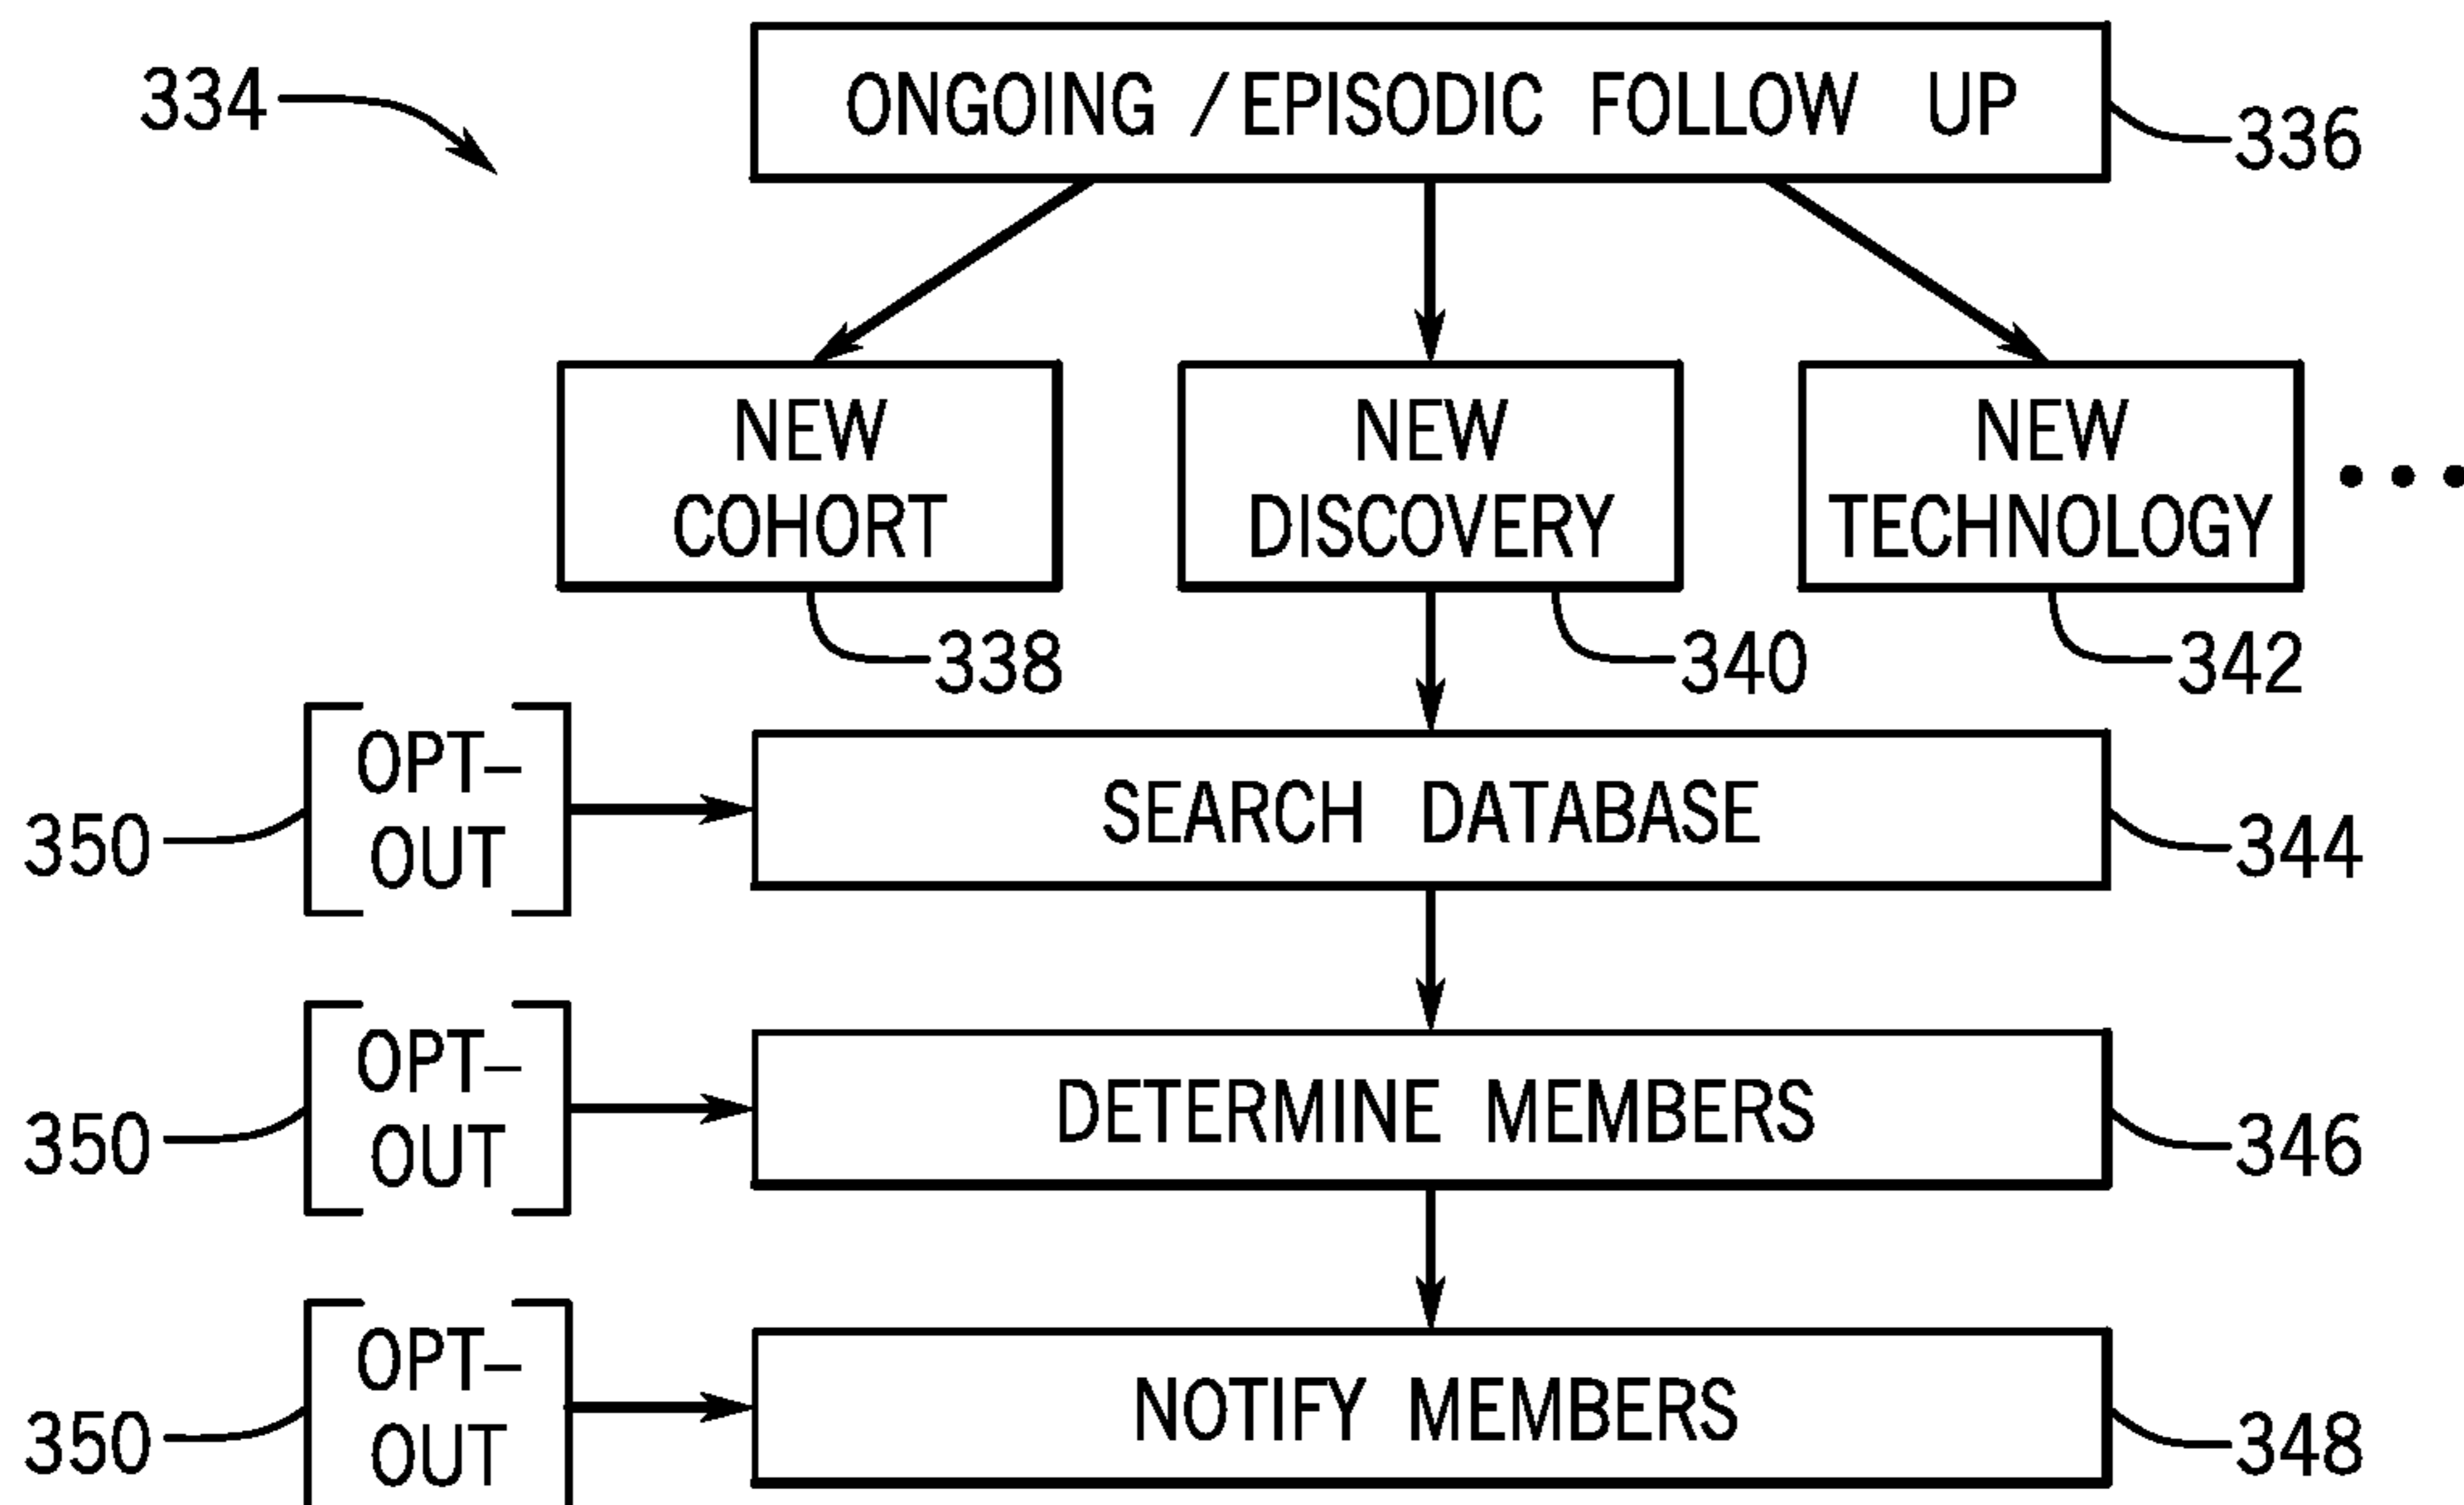 334
ONGOING /EPISODIC FOLLOW UP
336
NEW
COHORT
NEW
DISCOVERY
NEW
TECHNOLOGY
•••
338
340
342
OPT–
OUT
350
SEARCH DATABASE
344
OPT–
OUT
350
DETERMINE MEMBERS
346
OPT–
OUT
350
NOTIFY MEMBERS
348